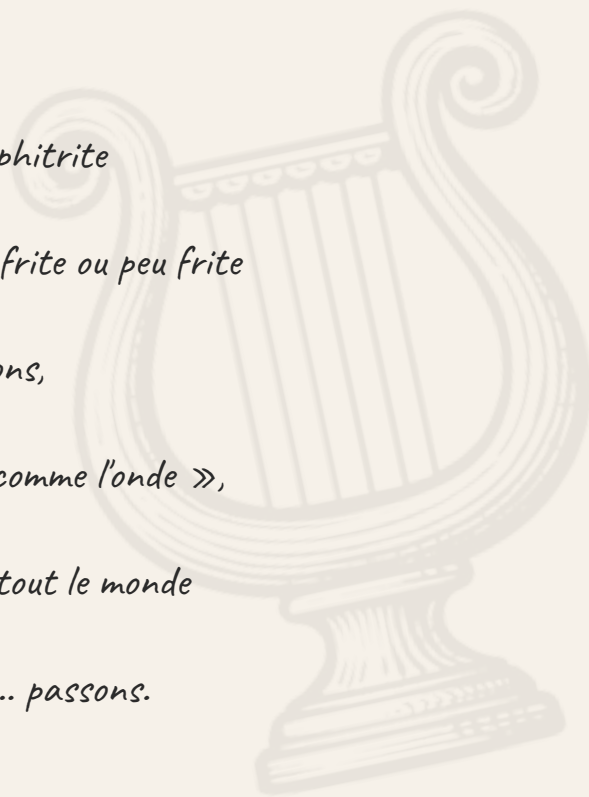 phitrite
frite ou peu frite
ons,
comme l'onde »,
tout le monde
.. passons.